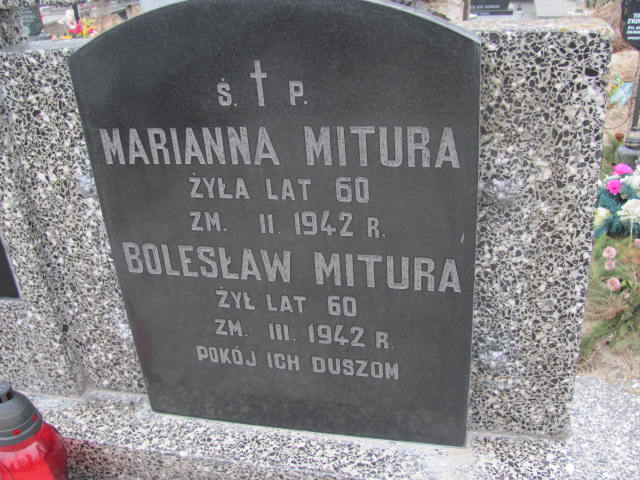 Ś. P.
MARIANNA MITURA
ŻYŁA LAT 60
ZM. II. 1942 R.
BOLESŁAW MITURA
ŻYŁ LAT 60
ZM. III. 1942 R.
POKÓJ ICH DUSZOM